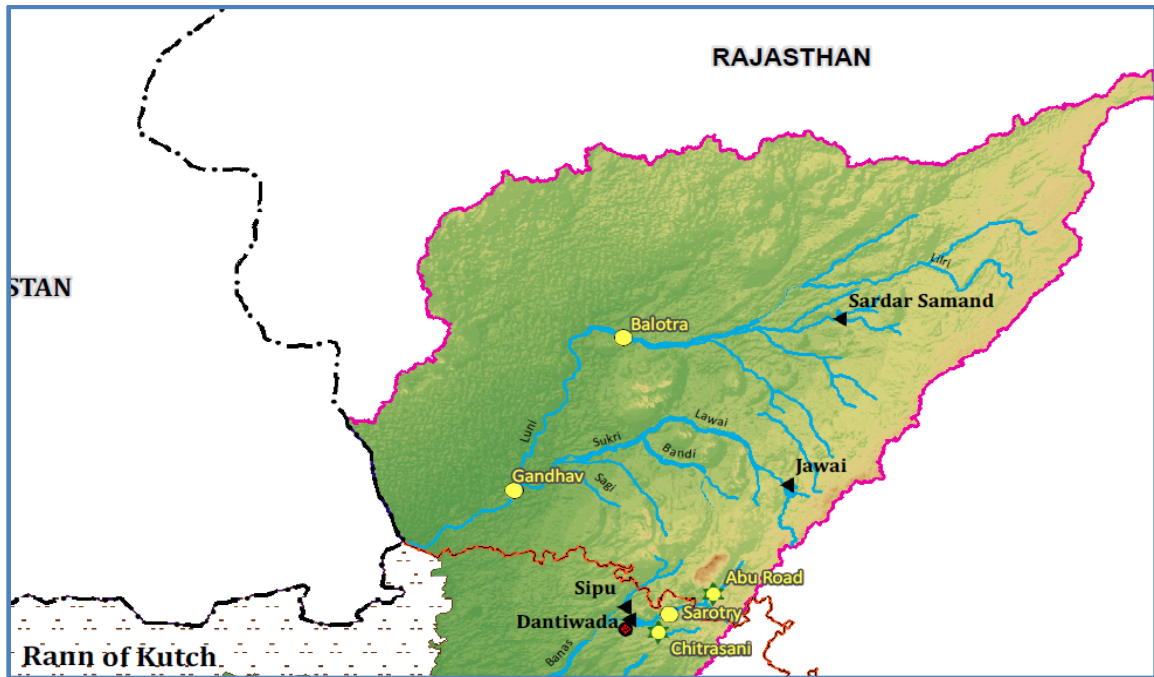 RAJASTHAN
Lilri
STAN
Sardar Samand
Balotra
Luni
Lawai
Sukri
Bandi
Jawai
Gandhav
Sagi
Abu Road
Sipu
Sarotry
Dantiwada
Chitrasani
Banas
Rann of Kutch